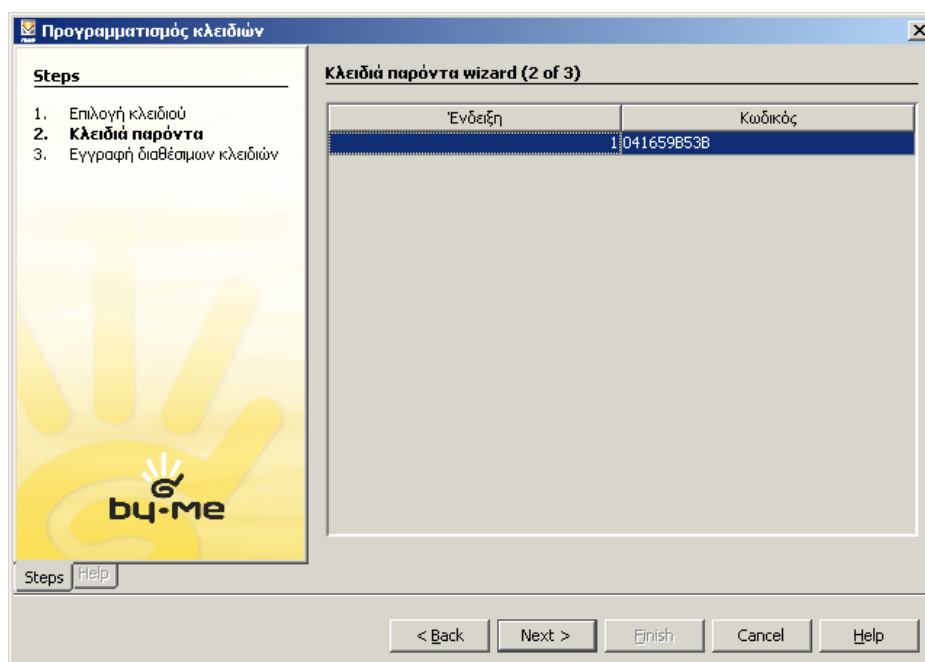 Προγραμματισμός κλειδιών
Steps
1. Επιλογή κλειδιού
2. Κλειδιά παρόντα
3. Εγγραφή διαθέσιμων κλειδιών
Κλειδιά παρόντα wizard (2 of 3)
Ένδειξη Κωδικός
1 041659B53B
by-me
Steps Help
< Back Next > Finish Cancel Help